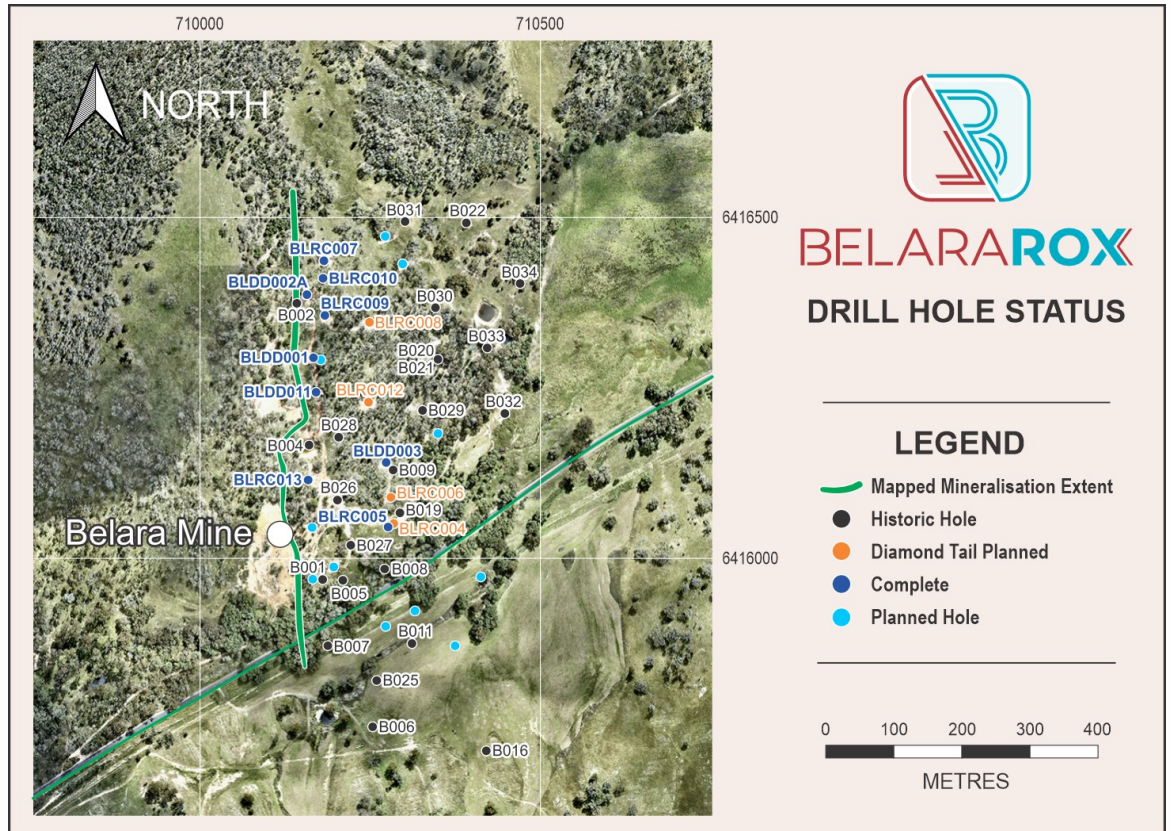 710000
710500
NORTH
B031
B022
6416500
BLRC007
BLRC010
B034
BLDD002A
B030
B002
BLRC009
BLRC008
B033
BLDD001
B020
B021
BLDD011
BLRC012
B029
B032
B028
B004
BLDD003
B009
BLRC013
B026
BLRC006
B019
Belara Mine
BLRC005
BLRC004
B027
6416000
B001
B008
B005
B007
B011
B025
B006
B016
BELARAROX
DRILL HOLE STATUS
LEGEND
Mapped Mineralisation Extent
Historic Hole
Diamond Tail Planned
Complete
Planned Hole
0 100 200 300 400
METRES